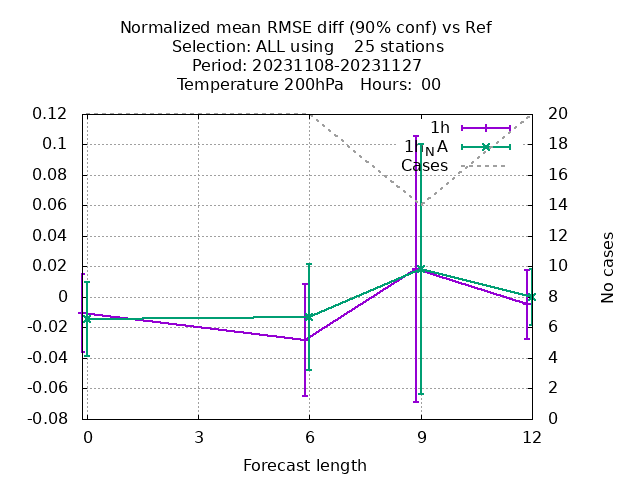 Normalized mean RMSE diff (90% conf) vs Ref
Selection: ALL using 25 stations
Period: 20231108-20231127
Temperature 200hPa Hours: 00
0.12 20
1h
0.1 18
1h_NA
0.08 16
Cases
0.06 14
0.04 12
0.02 10
0 8
-0.02 6
-0.04 4
-0.06 2
-0.08 0
No cases
0 3 6 9 12
Forecast length